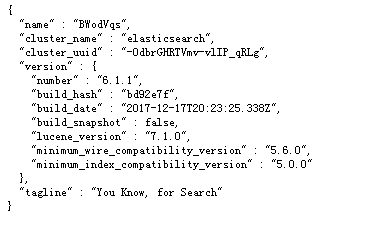 {
"name" : "BWodVqs",
"cluster_name" : "elasticsearch",
"cluster_uuid" : "-OdbrGHRTVmv-vlIP_qRLg",
"version" : {
"number" : "6.1.1",
"build_hash" : "bd92e7f",
"build_date" : "2017-12-17T20:23:25.338Z",
"build_snapshot" : false,
"lucene_version" : "7.1.0",
"minimum_wire_compatibility_version" : "5.6.0",
"minimum_index_compatibility_version" : "5.0.0"
},
"tagline" : "You Know, for Search"
}